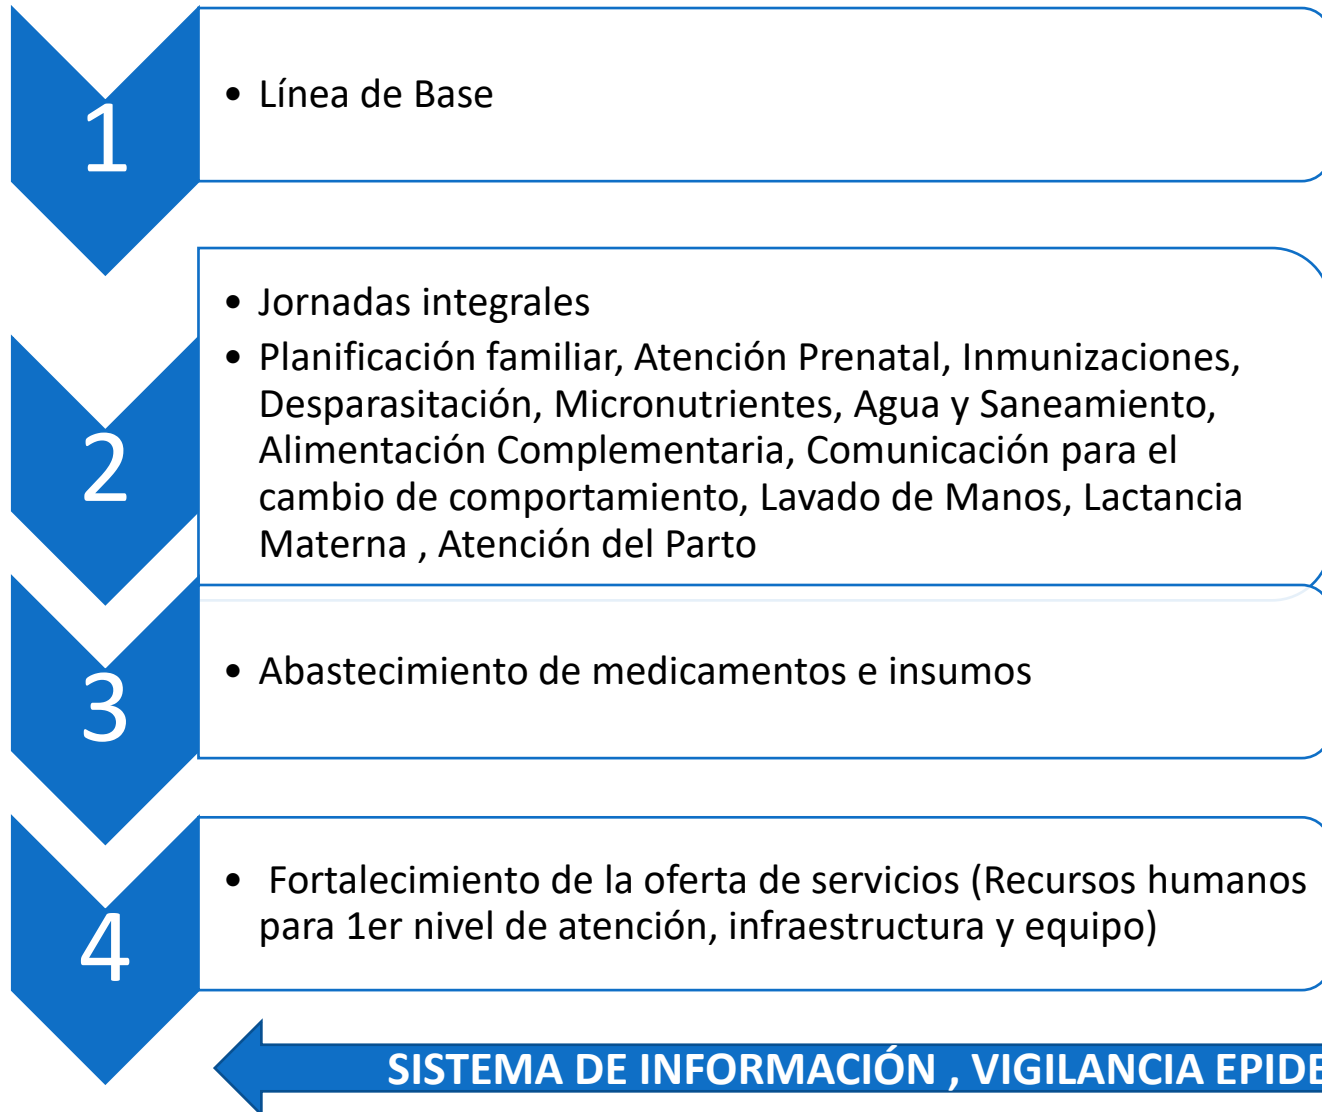 1
• Línea de Base
2
• Jornadas integrales
• Planificación familiar, Atención Prenatal, Inmunizaciones,
Desparasitación, Micronutrientes, Agua y Saneamiento,
Alimentación Complementaria, Comunicación para el
cambio de comportamiento, Lavado de Manos, Lactancia
Materna , Atención del Parto
3
• Abastecimiento de medicamentos e insumos
4
• Fortalecimiento de la oferta de servicios (Recursos humanos
para 1er nivel de atención, infraestructura y equipo)
SISTEMA DE INFORMACIÓN , VIGILANCIA EPIDE